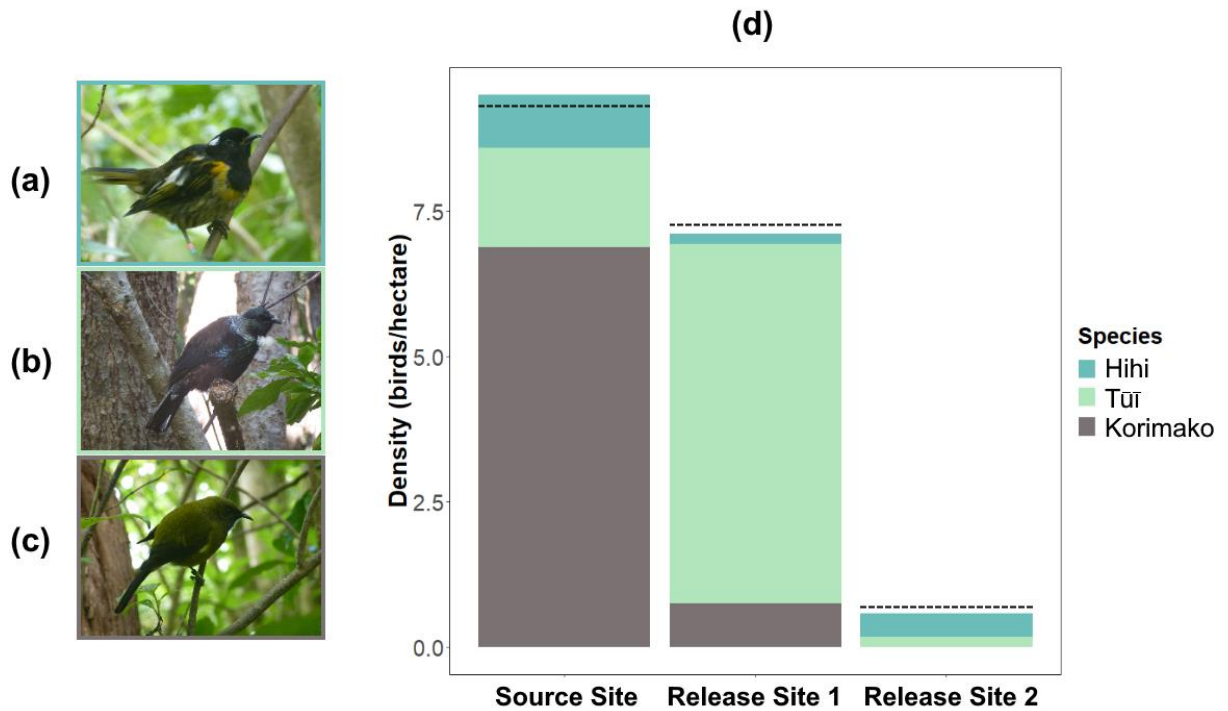 (d)
(a)
(b)
(c)
Density (birds/hectare)
7.5
5.0
2.5
0.0
Source Site
Release Site 1
Release Site 2
Species
Hihi
Tūī
Korimako